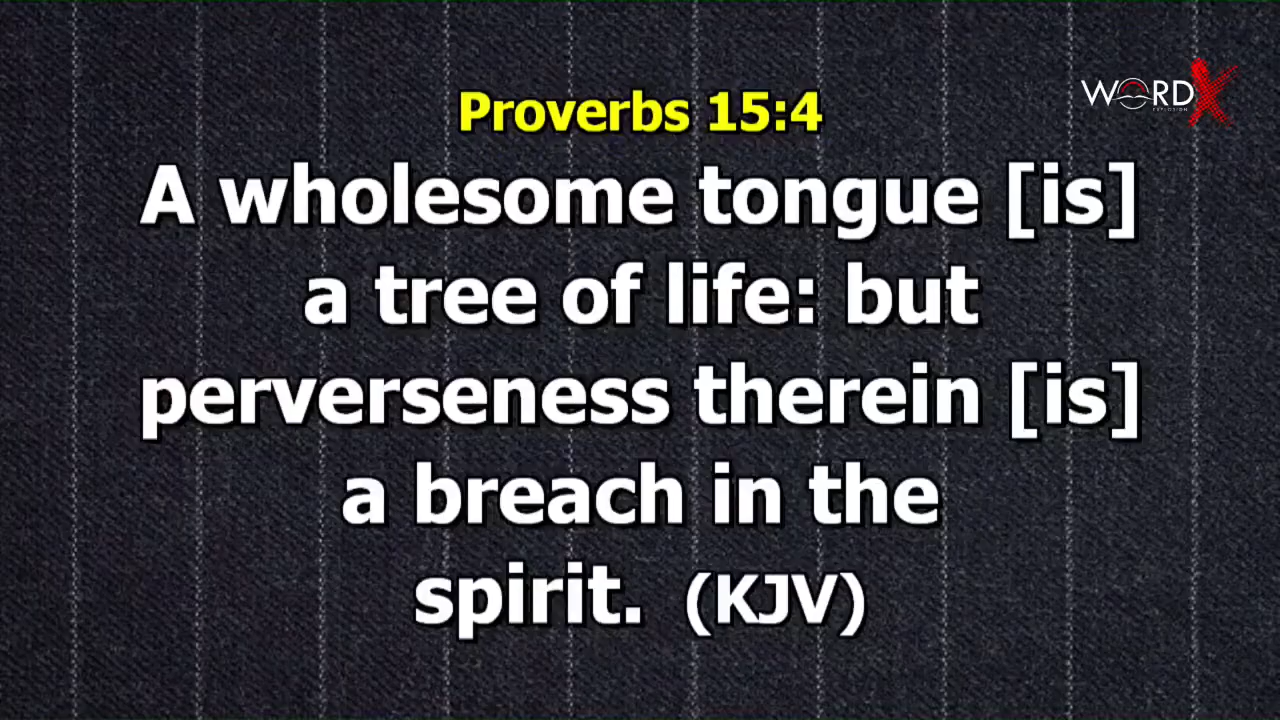 Proverbs 15:4
WORDX
EXPLOSION
A wholesome tongue [is]
a tree of life: but
perverseness therein [is]
a breach in the
spirit. (KJV)